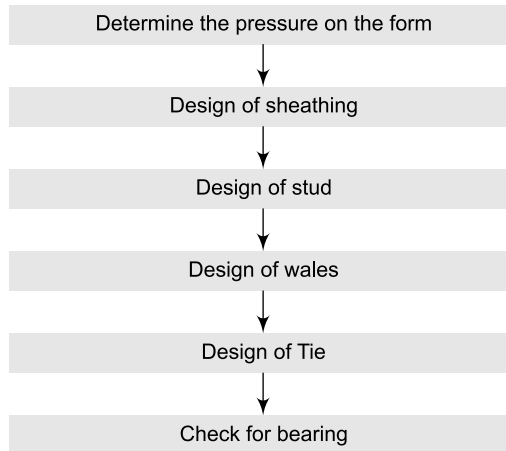 Determine the pressure on the form
Design of sheathing
Design of stud
Design of wales
Design of Tie
Check for bearing